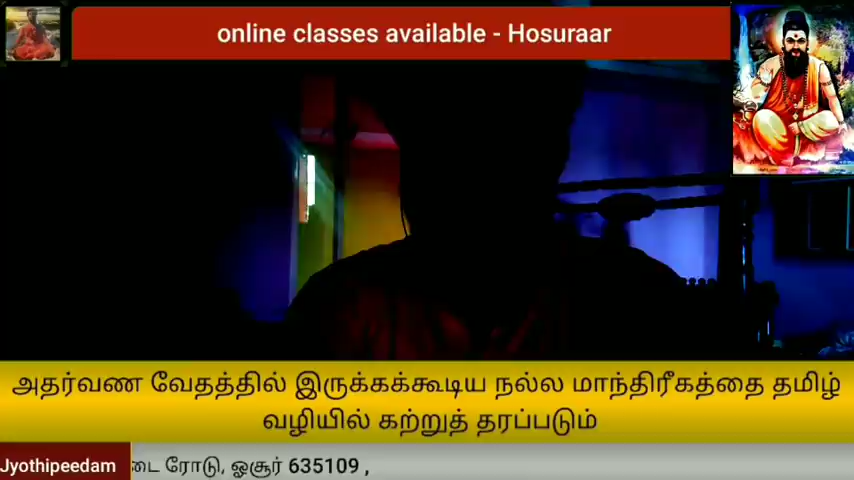 online classes available - Hosuraar
அதர்வண வேதத்தில் இருக்கக்கூடிய நல்ல மாந்திரீகத்தை தமிழ்
வழியில் கற்றுத் தரப்படும்
Jyothipeedam டை ரோடு, ஓசூர் 635109 ,